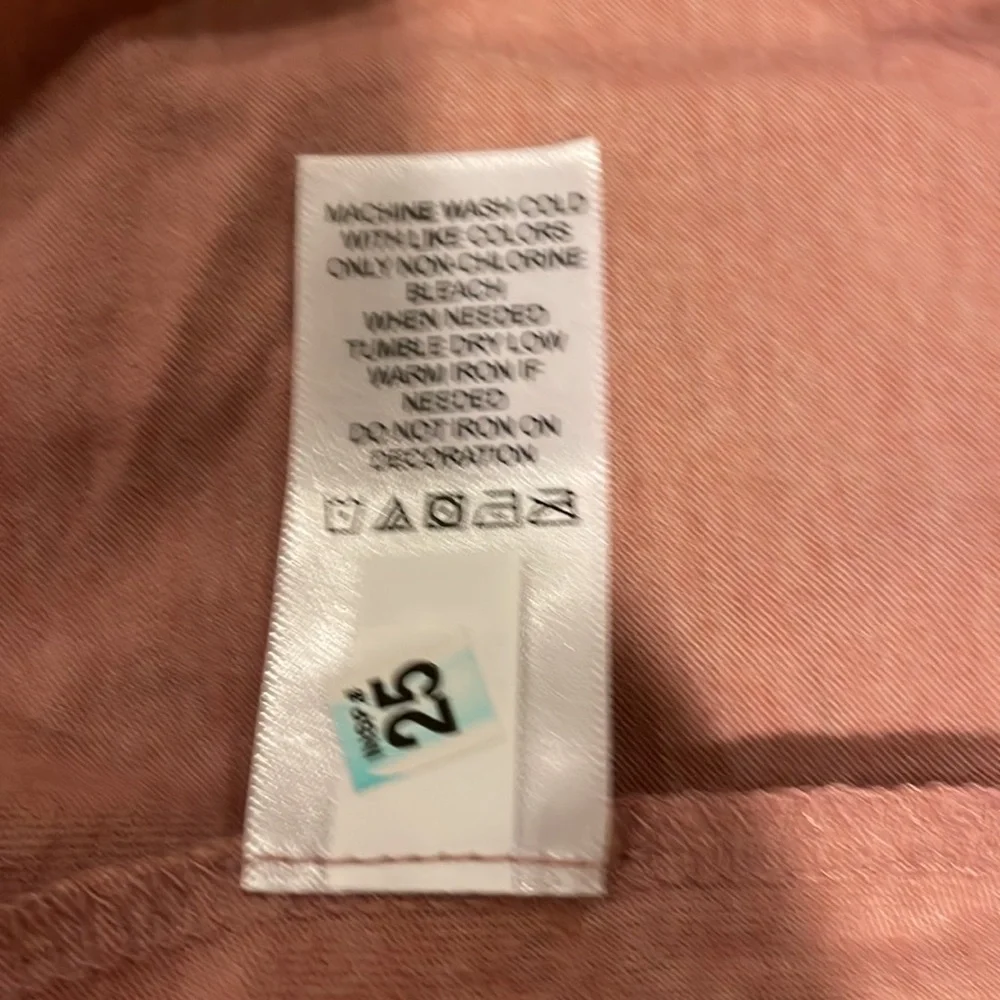 MACHINE WASH COLD
WITH LIKE COLORS
ONLY NON-CHLORINE
BLEACH
WHEN NEEDED
TUMBLE DRY LOW
WARM IRON IF
NEEDED
DO NOT IRON ON
DECORATION
25